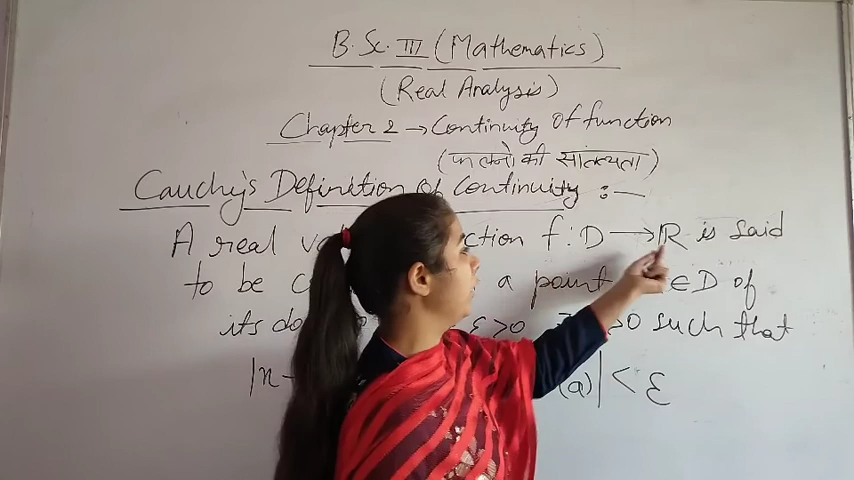 B.Sc. III (Mathematics)
(Real Analysis)
Chapter 2 → Continuity of function
(फलनो की सांतत्यता)
Cauchy's Definition of Continuity :—
A real ction f : D → R is said
to be a point ∈ D of
its ε>0 >0 such that
|x- (a)| < ε